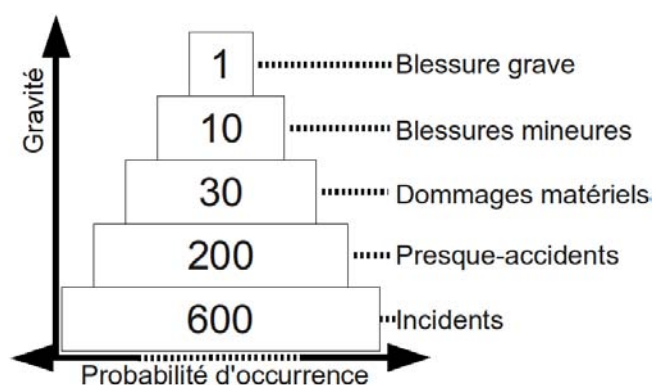 Gravité
1 Blessure grave
10 Blessures mineures
30 Dommages matériels
200 Presque-accidents
600 Incidents
Probabilité d'occurrence